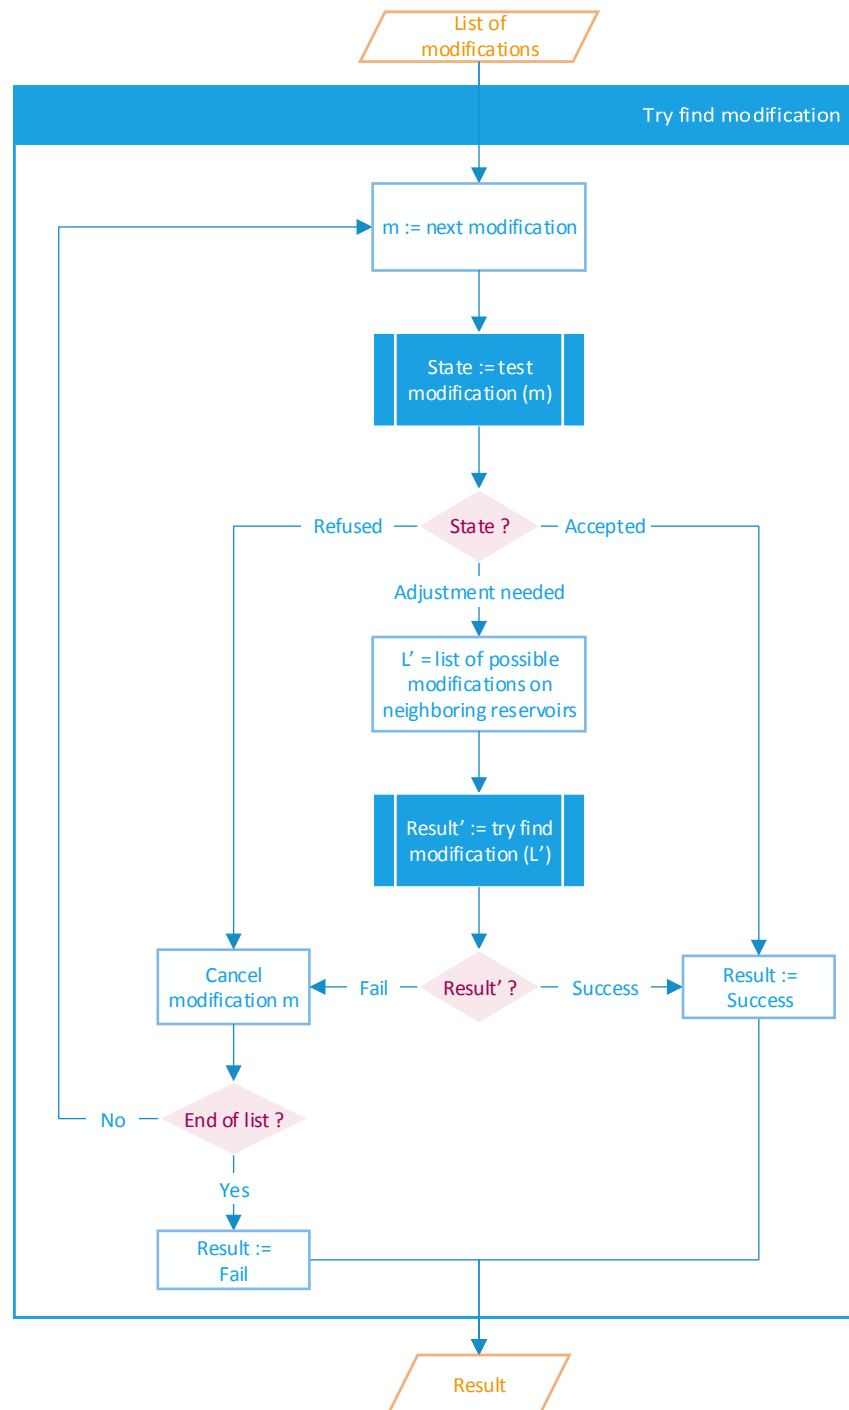 List of
modifications
Try find modification
m := next modification
State := test
modification (m)
Refused
State ?
Accepted
Adjustment needed
L’ = list of possible
modifications on
neighboring reservoirs
Result’ := try find
modification (L’)
Cancel
modification m
Fail
Result’ ?
Success
Result :=
Success
No
End of list ?
Yes
Result :=
Fail
Result